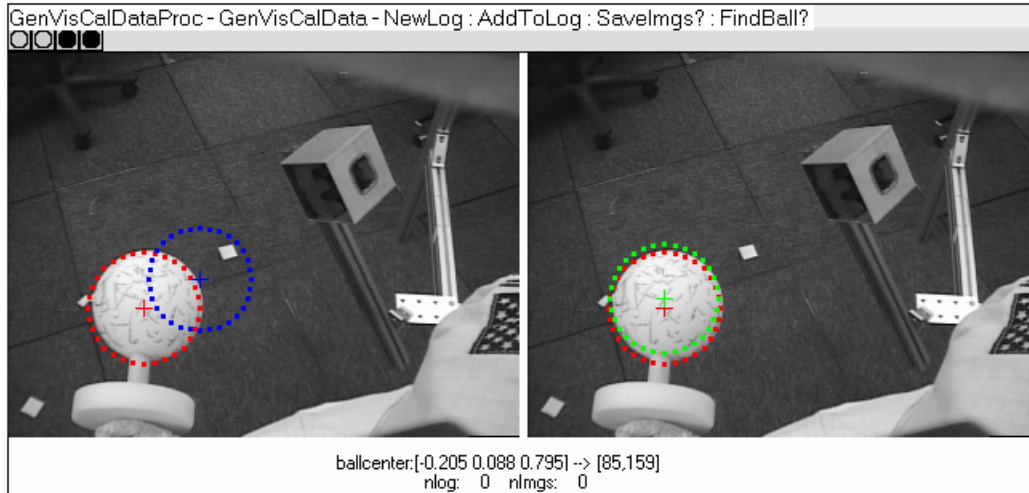 GenVisCalDataProc - GenVisCalData - NewLog : AddToLog : SaveImgs? : FindBall?
ballcenter:[-0.205 0.088 0.795] --> [85,159]
nlog: 0 nImgs: 0